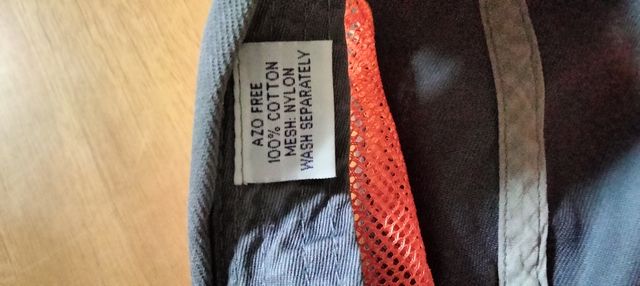 AZO FREE
100% COTTON
MESH: NYLON
WASH SEPARATELY